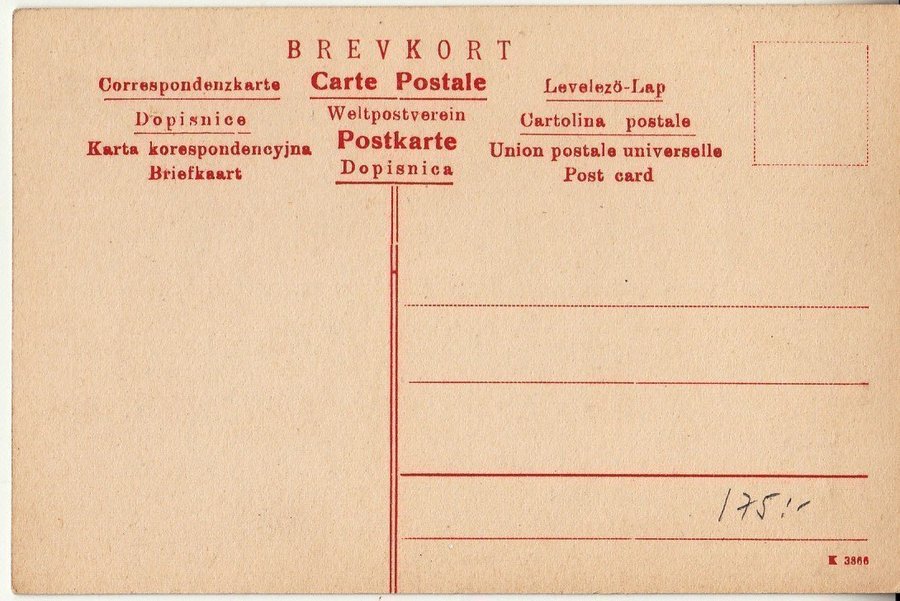 BREVKORT
Correspondenzkarte
Dopisnice
Karta korespondencyjna
Briefkaart
Carte Postale
Weltpostverein
Postkarte
Dopisnica
Levelező-Lap
Cartolina postale
Union postale universelle
Post card
175:-
K 3866